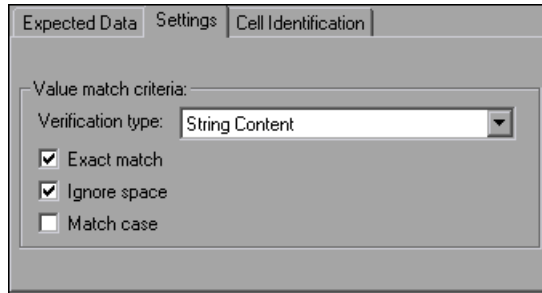 Expected Data Settings Cell Identification
Value match criteria:
Verification type: String Content
Exact match
Ignore space
Match case